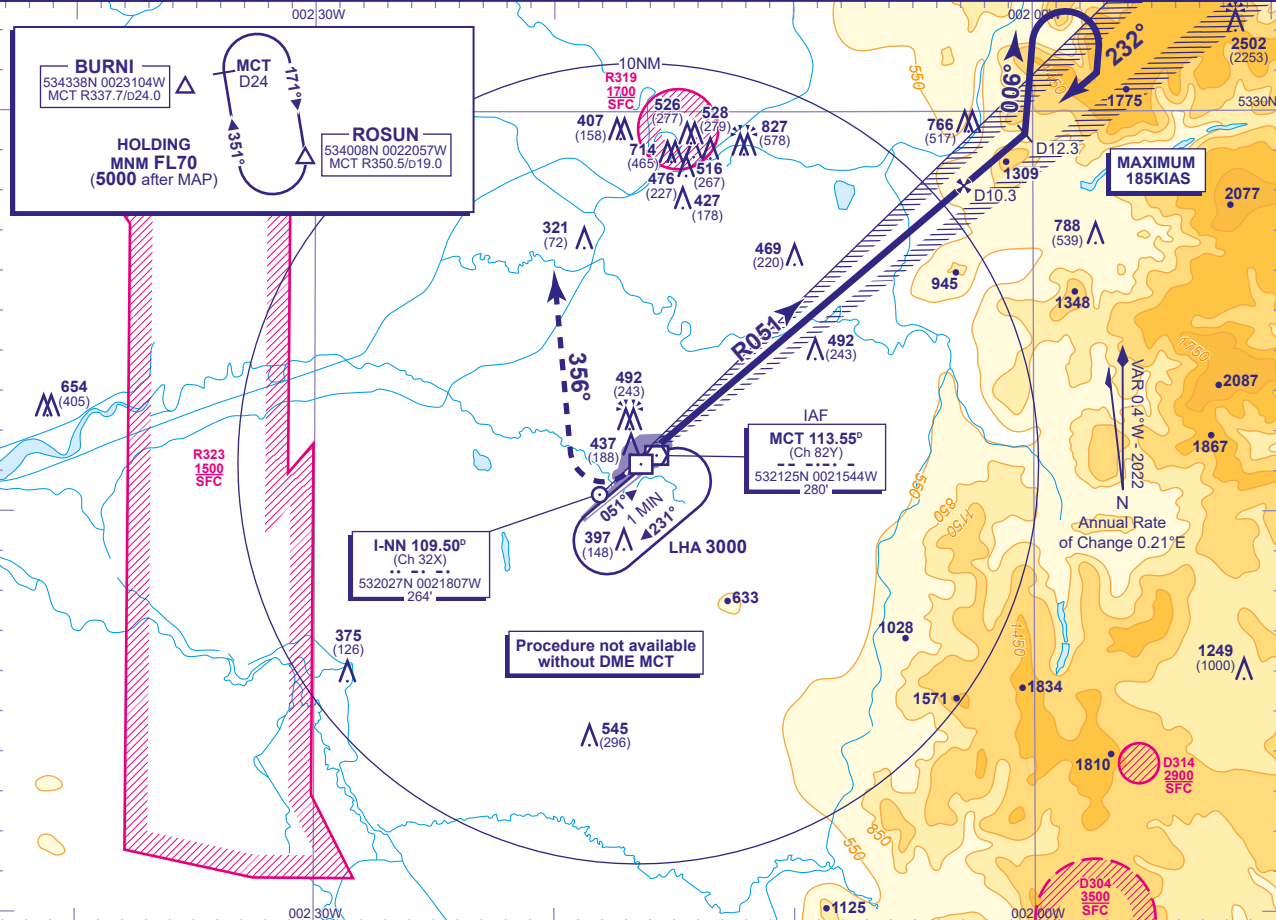 002 30W
002 00W
BURNI
534338N 0023104W
MCT R337.7/D24.0
MCT
D24
171°
351°
HOLDING
MNM FL70
(5000 after MAP)
ROSUN
534008N 0022057W
MCT R350.5/D19.0
10NM
R319
1700
SFC
526
(277)
528
(279)
407
(158)
714
(465)
827
(578)
516
(267)
476
(227)
427
(178)
006°
232°
2502
(2253)
1775
5330N
766
(517)
D12.3
1309
D10.3
MAXIMUM
185KIAS
2077
321
(72)
469
(220)
788
(539)
945
1348
R051
492
(243)
356°
492
(243)
437
(188)
654
(405)
R323
1500
SFC
IAF
MCT 113.55D
(Ch 82Y)
-- -·-· -
532125N 0021544W
280'
1750
2087
1867
VAR 0.4°W - 2022
N
Annual Rate
of Change 0.21°E
051°
1 MIN
231°
397
(148)
LHA 3000
I-NN 109.50D
(Ch 32X)
·· -· -·
532027N 0021807W
264'
550
850
1150
550
633
1028
1450
Procedure not available
without DME MCT
375
(126)
1249
(1000)
1834
1571
545
(296)
1810
D314
2900
SFC
850
550
D304
3500
SFC
1125
002 30W
002 00W